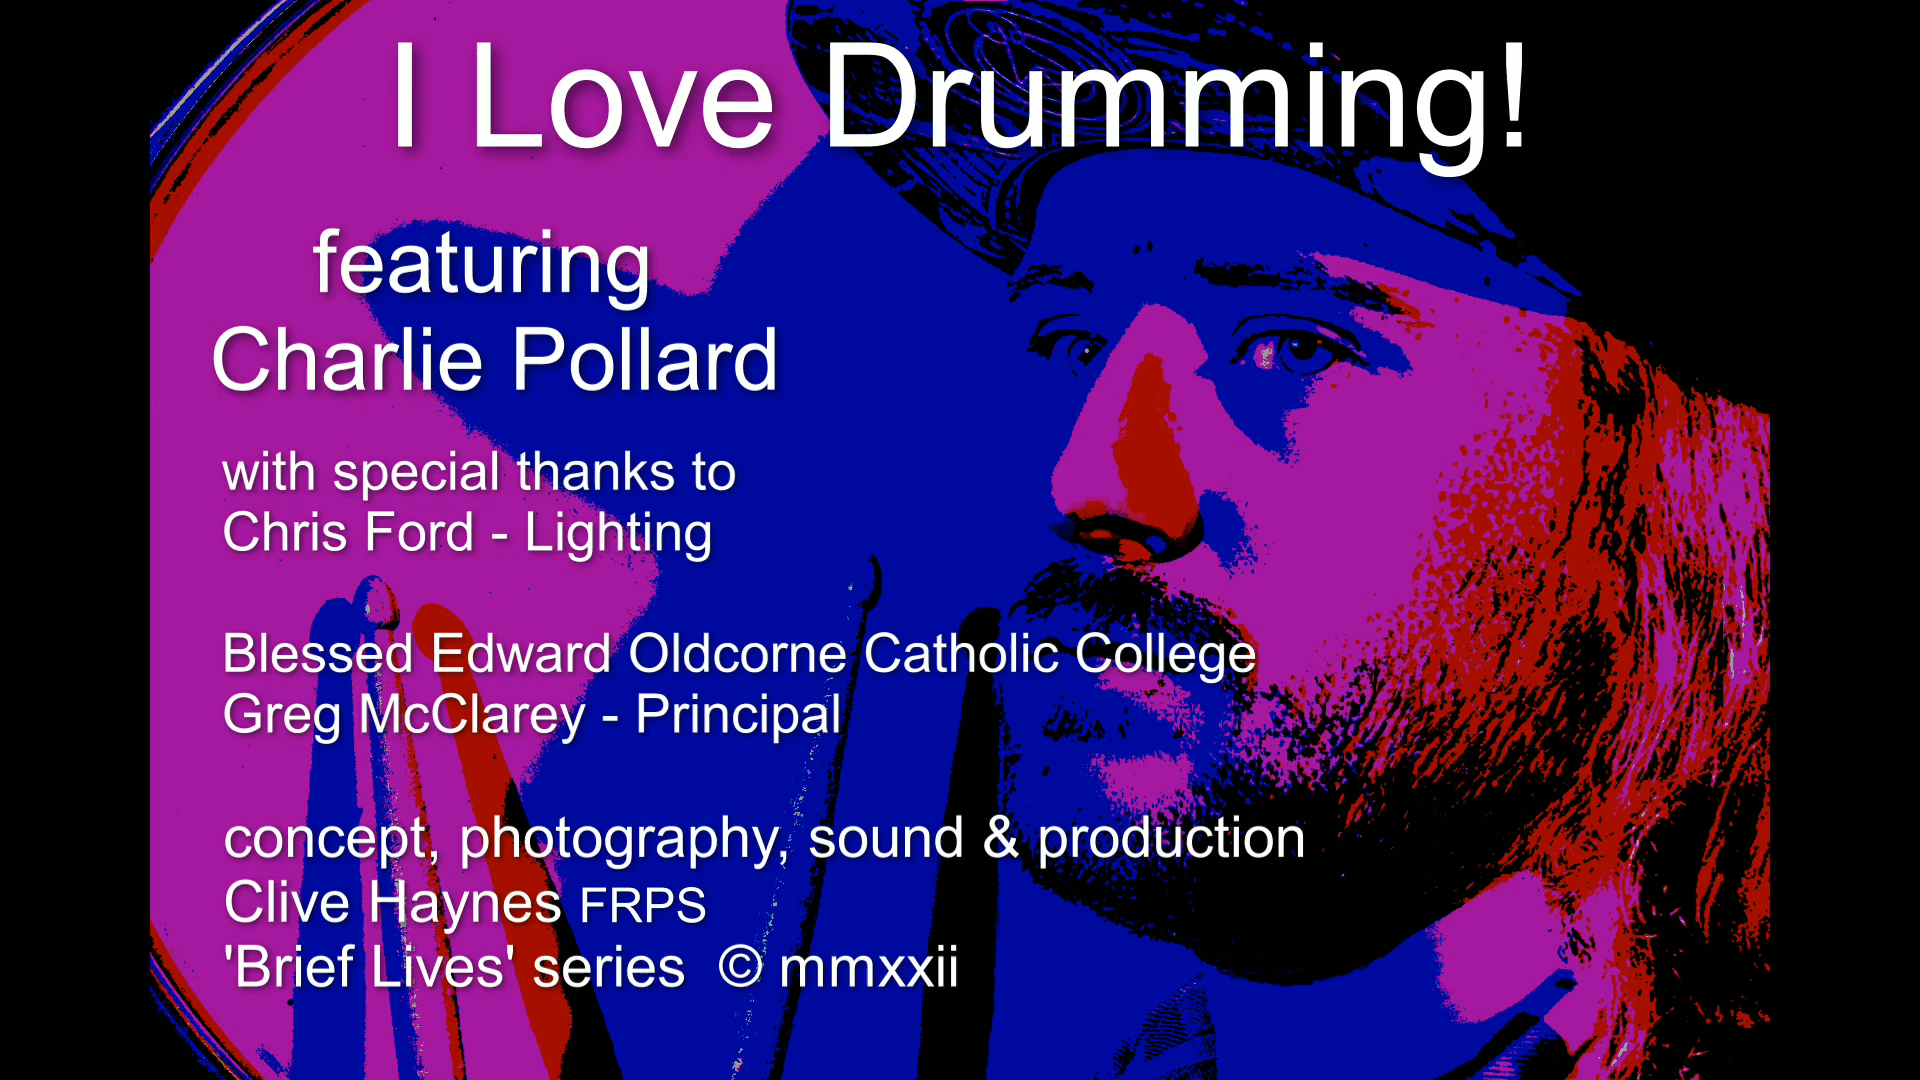 I Love Drumming!
featuring
Charlie Pollard
with special thanks to
Chris Ford - Lighting
Blessed Edward Oldcorne Catholic College
Greg McClarey - Principal
concept, photography, sound & production
Clive Haynes FRPS
'Brief Lives' series © mmxxii